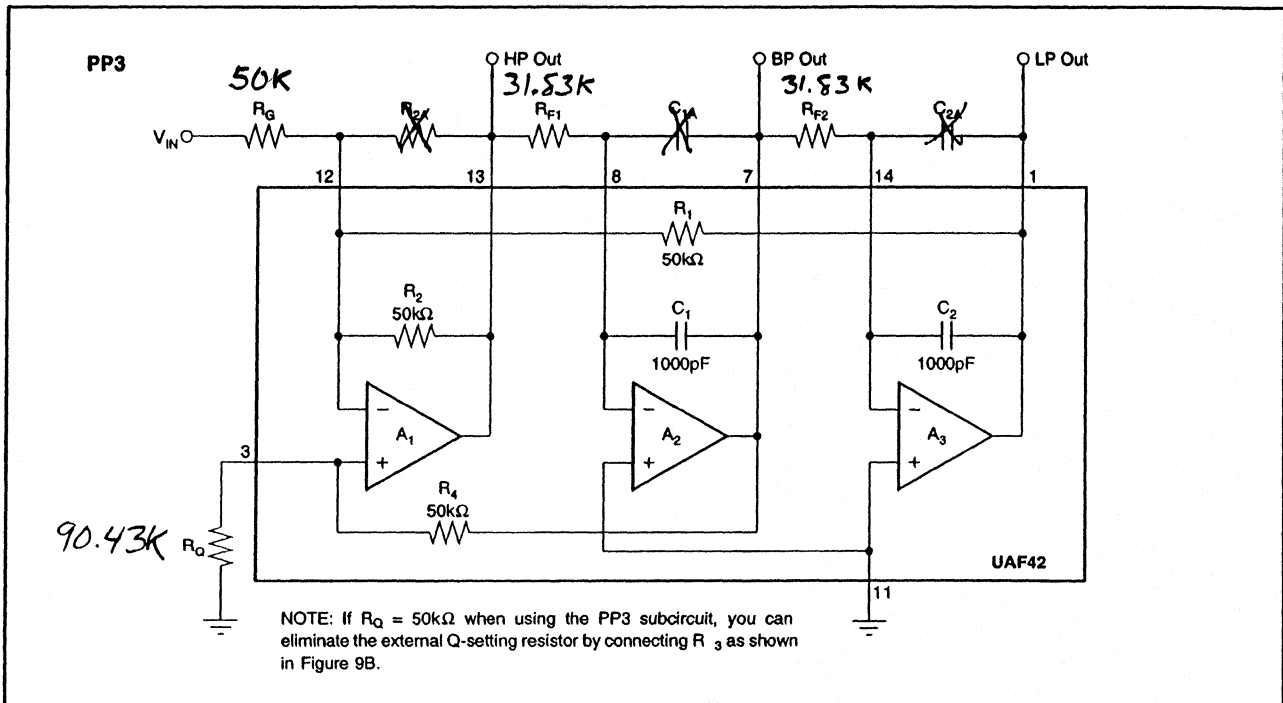 PP3
HP Out
BP Out
LP Out
50K
31.83K
31.83K
R_G
R_2A
R_F1
C_1A
R_F2
C_2A
V_IN
12
13
8
7
14
1
R_1
50kΩ
R_2
50kΩ
C_1
1000pF
C_2
1000pF
−
A_1
+
−
A_2
+
−
A_3
+
3
R_4
50kΩ
90.43K
R_Q
UAF42
11
NOTE: If R_Q = 50kΩ when using the PP3 subcircuit, you can
eliminate the external Q-setting resistor by connecting R_3 as shown
in Figure 9B.